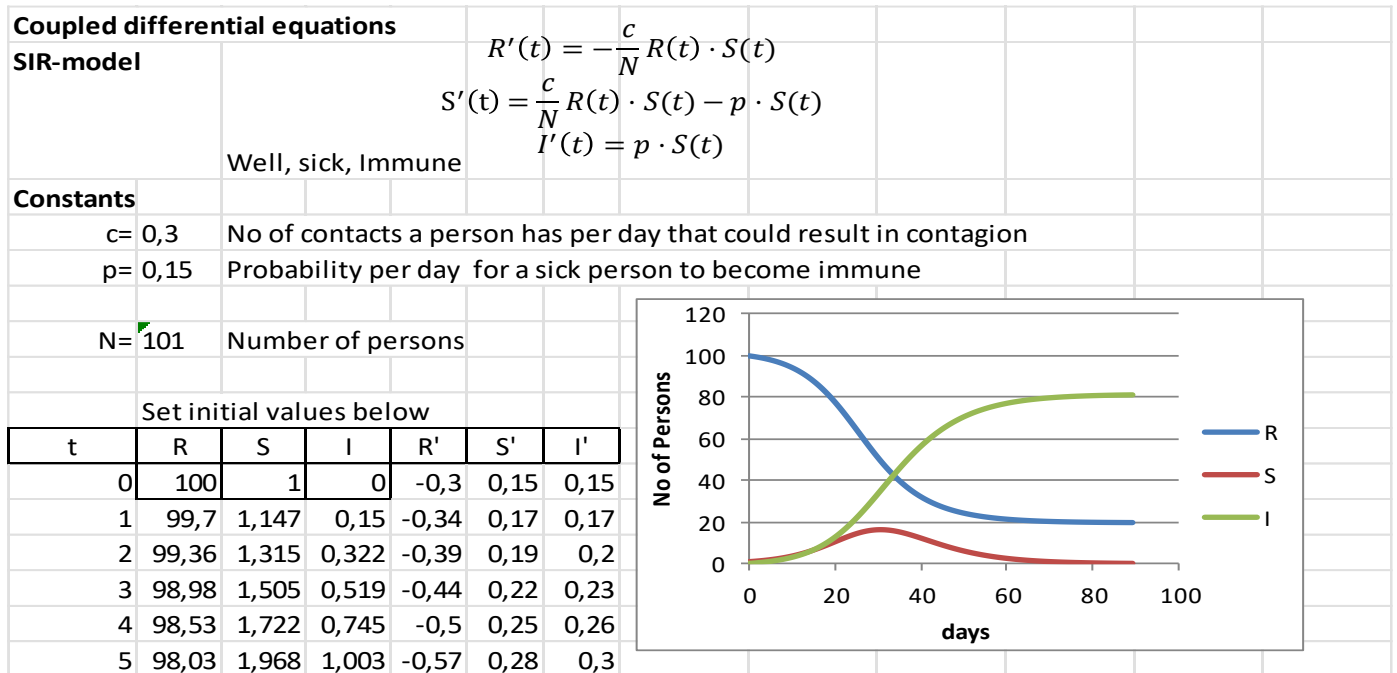 Coupled differential equations
SIR-model
R′(t) = −c/N R(t) · S(t)
S′(t) = c/N R(t) · S(t) − p · S(t)
I′(t) = p · S(t)
Well, sick, Immune
Constants
c= 0,3 No of contacts a person has per day that could result in contagion
p= 0,15 Probability per day for a sick person to become immune
N= 101 Number of persons
Set initial values below
t R S I R' S' I'
0 100 1 0 -0,3 0,15 0,15
1 99,7 1,147 0,15 -0,34 0,17 0,17
2 99,36 1,315 0,322 -0,39 0,19 0,2
3 98,98 1,505 0,519 -0,44 0,22 0,23
4 98,53 1,722 0,745 -0,5 0,25 0,26
5 98,03 1,968 1,003 -0,57 0,28 0,3
No of Persons
120
100
80
60
40
20
0
0 20 40 60 80 100
days
R
S
I